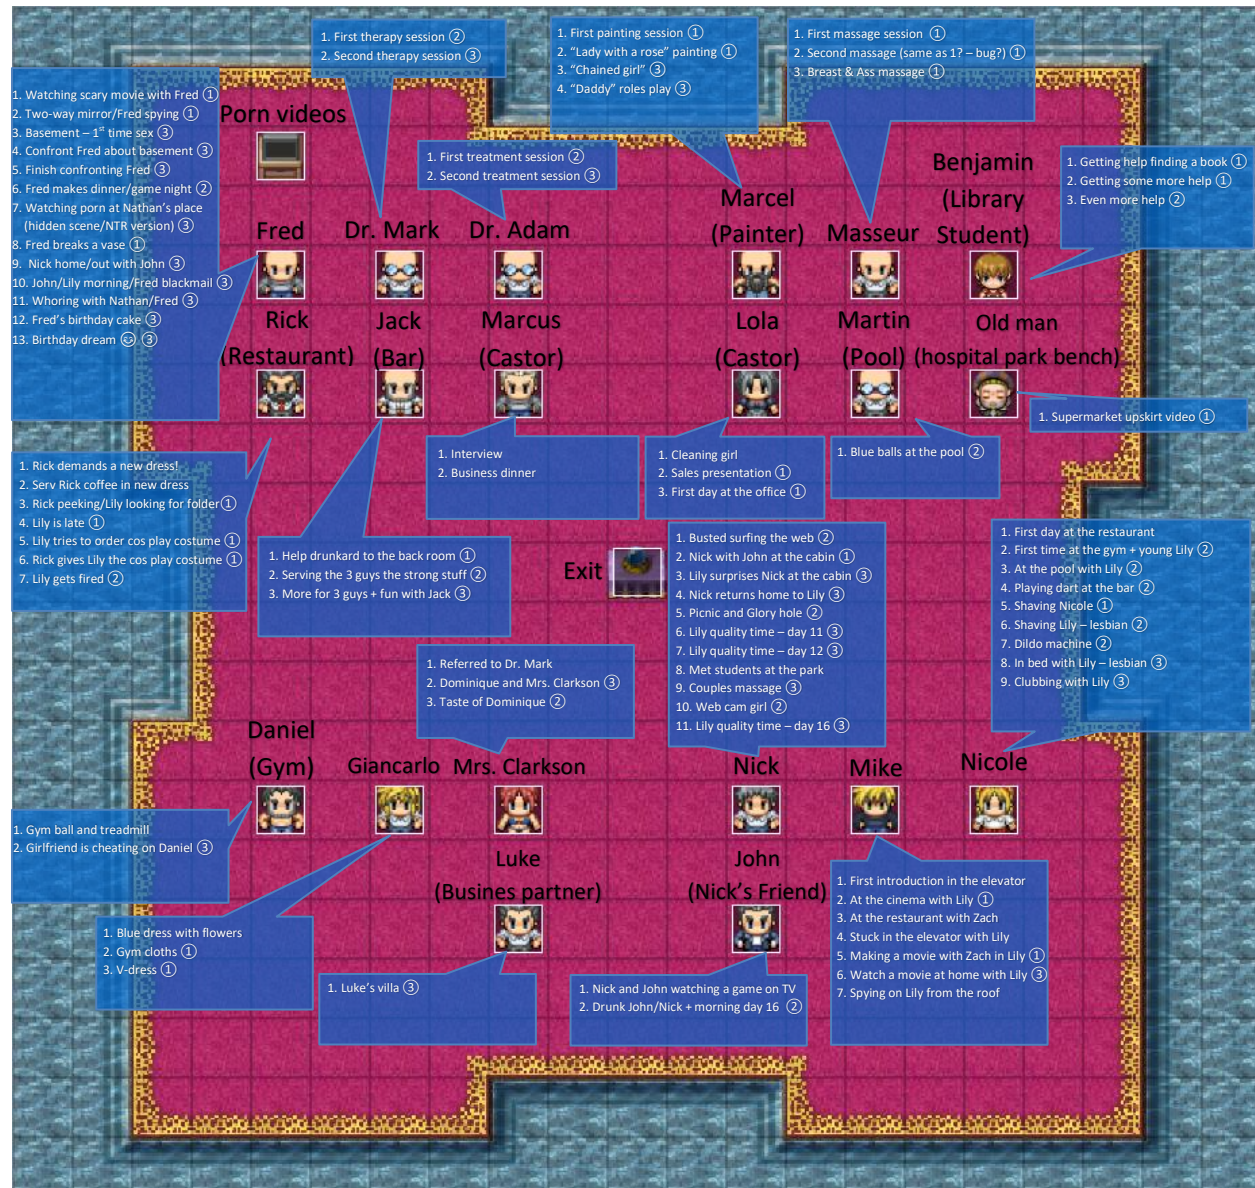 1. First therapy session ②
2. Second therapy session ③
1. First painting session ①
2. “Lady with a rose” painting ①
3. “Chained girl” ③
4. “Daddy” roles play ③
1. First massage session ①
2. Second massage (same as 1? – bug?) ①
3. Breast & Ass massage ①
1. Watching scary movie with Fred ①
2. Two-way mirror/Fred spying ①
3. Basement – 1st time sex ③
4. Confront Fred about basement ③
5. Finish confronting Fred ③
6. Fred makes dinner/game night ②
7. Watching porn at Nathan’s place
(hidden scene/NTR version) ③
8. Fred breaks a vase ①
9. Nick home/out with John ③
10. John/Lily morning/Fred blackmail ③
11. Whoring with Nathan/Fred ③
12. Fred’s birthday cake ③
13. Birthday dream ☺ ③
Porn videos
1. First treatment session ②
2. Second treatment session ③
1. Getting help finding a book ①
2. Getting some more help ①
3. Even more help ②
Fred
Dr. Mark
Dr. Adam
Marcel
(Painter)
Masseur
Benjamin
(Library
Student)
Rick
(Restaurant)
Jack
(Bar)
Marcus
(Castor)
Lola
(Castor)
Martin
(Pool)
Old man
(hospital park bench)
1. Supermarket upskirt video ①
1. Rick demands a new dress!
2. Serv Rick coffee in new dress
3. Rick peeking/Lily looking for folder ①
4. Lily is late ①
5. Lily tries to order cos play costume ①
6. Rick gives Lily the cos play costume ①
7. Lily gets fired ②
1. Help drunkard to the back room ①
2. Serving the 3 guys the strong stuff ②
3. More for 3 guys + fun with Jack ③
1. Interview
2. Business dinner
1. Cleaning girl
2. Sales presentation ①
3. First day at the office ①
1. Blue balls at the pool ②
Exit
1. Busted surfing the web ②
2. Nick with John at the cabin ①
3. Lily surprises Nick at the cabin ③
4. Nick returns home to Lily ③
5. Picnic and Glory hole ②
6. Lily quality time – day 11 ③
7. Lily quality time – day 12 ③
8. Met students at the park
9. Couples massage ③
10. Web cam girl ②
11. Lily quality time – day 16 ③
1. First day at the restaurant
2. First time at the gym + young Lily ②
3. At the pool with Lily ②
4. Playing dart at the bar ②
5. Shaving Nicole ①
6. Shaving Lily – lesbian ②
7. Dildo machine ②
8. In bed with Lily – lesbian ③
9. Clubbing with Lily ③
1. Referred to Dr. Mark
2. Dominique and Mrs. Clarkson ③
3. Taste of Dominique ②
Daniel
(Gym)
Giancarlo
Mrs. Clarkson
Nick
Mike
Nicole
1. Gym ball and treadmill
2. Girlfriend is cheating on Daniel ③
Luke
(Busines partner)
John
(Nick’s Friend)
1. Blue dress with flowers
2. Gym cloths ①
3. V-dress ①
1. Luke’s villa ③
1. Nick and John watching a game on TV
2. Drunk John/Nick + morning day 16 ②
1. First introduction in the elevator
2. At the cinema with Lily ①
3. At the restaurant with Zach
4. Stuck in the elevator with Lily
5. Making a movie with Zach in Lily ①
6. Watch a movie at home with Lily ③
7. Spying on Lily from the roof